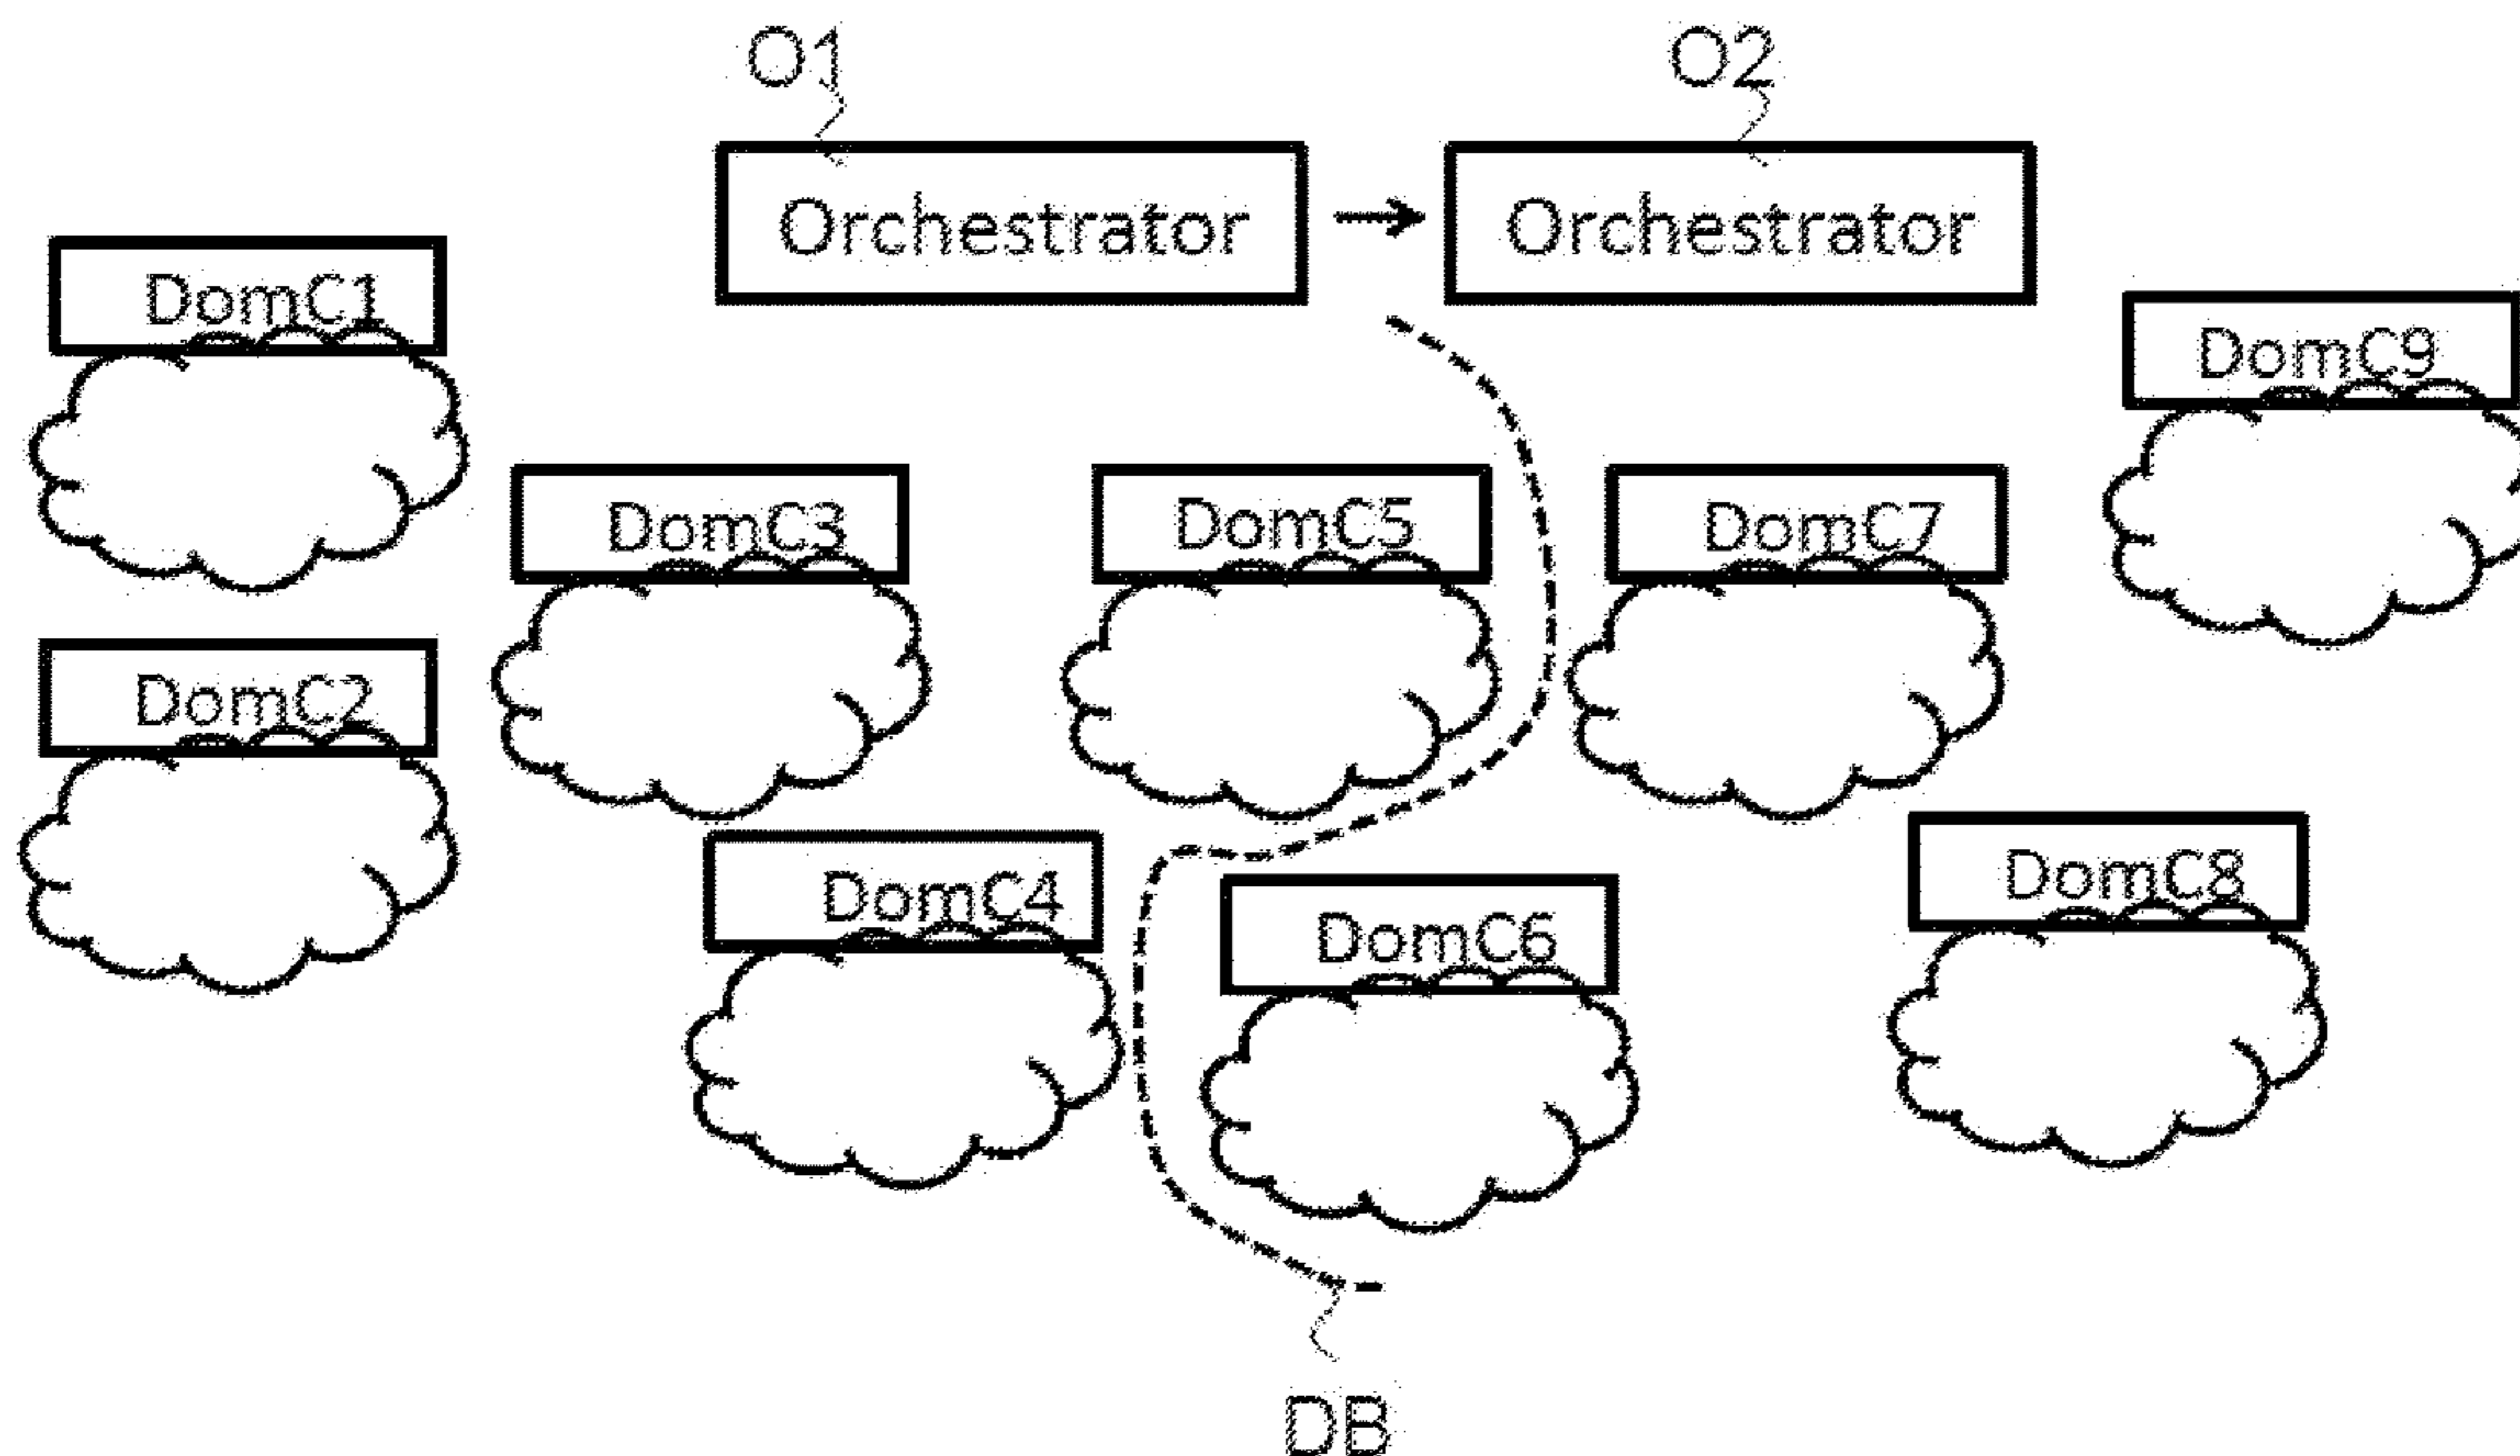 O1
O2
Orchestrator
Orchestrator
DomC1
DomC9
DomC3
DomC5
DomC7
DomC2
DomC4
DomC6
DomC8
DB